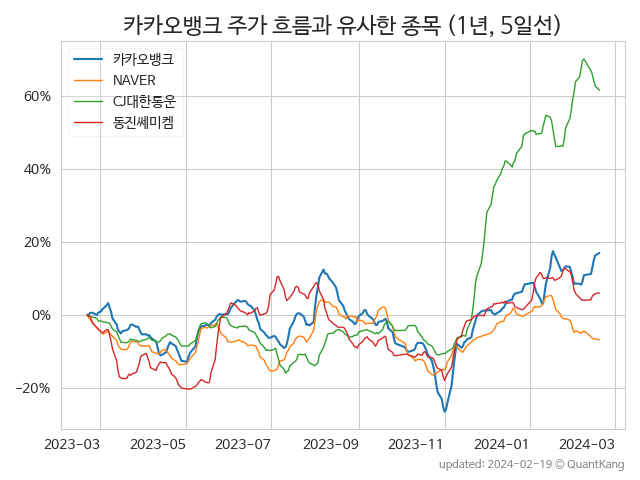 카카오뱅크 주가 흐름과 유사한 종목 (1년, 5일선)
카카오뱅크
NAVER
CJ대한통운
동진쎄미켐
60%
40%
20%
0%
−20%
2023-03 2023-05 2023-07 2023-09 2023-11 2024-01 2024-03
updated: 2024-02-19 © QuantKang